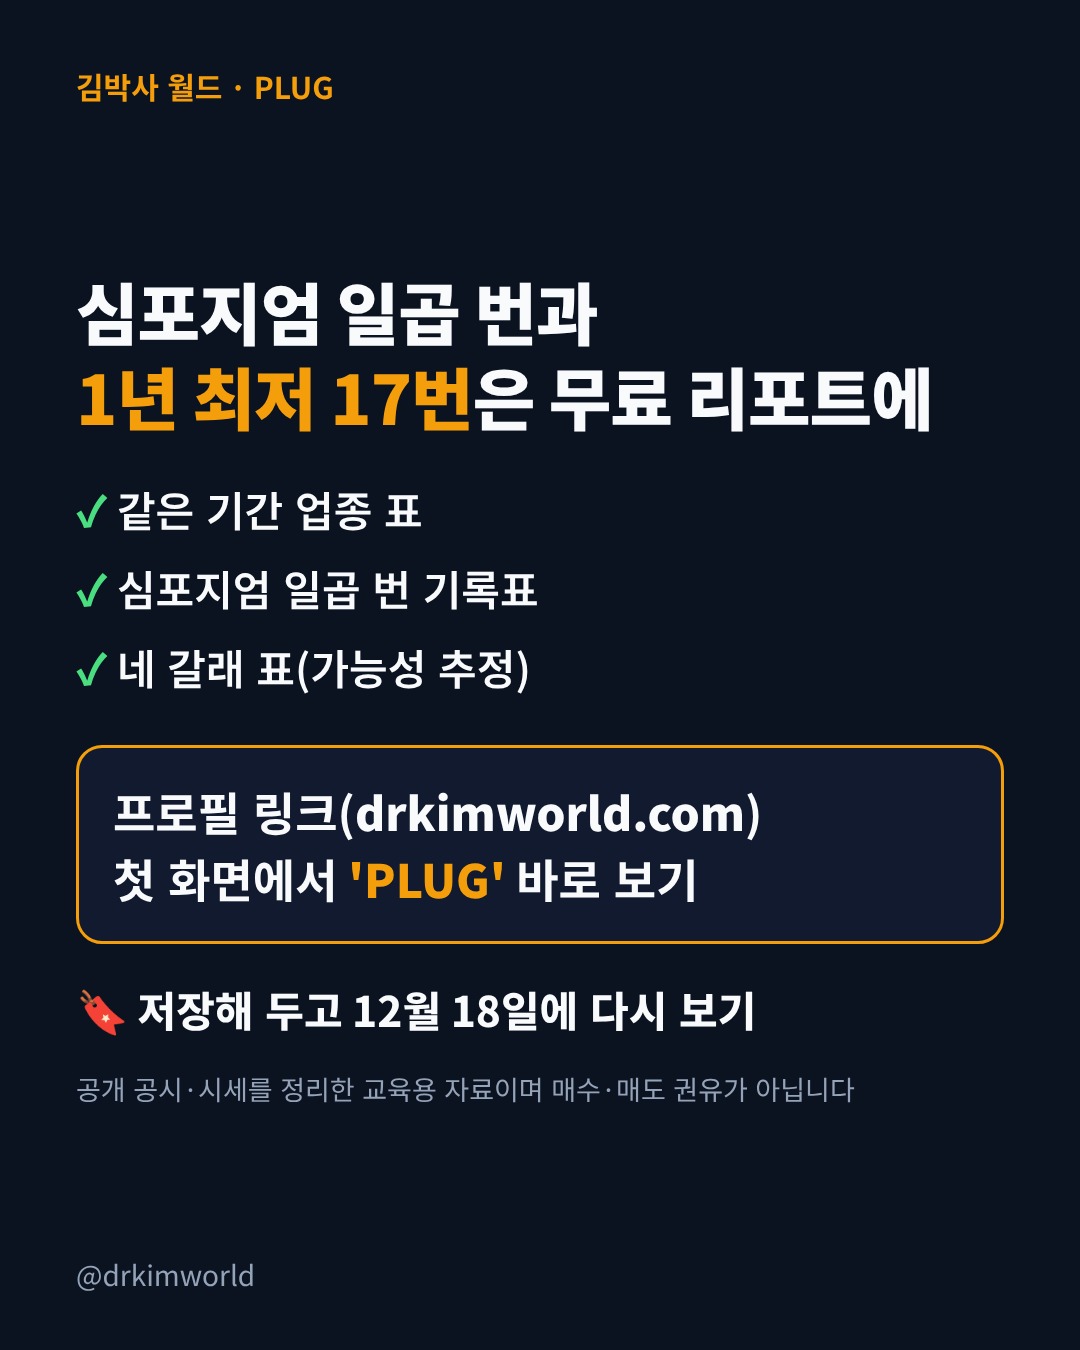 김박사 월드 · PLUG
심포지엄 일곱 번과
1년 최저 17번은 무료 리포트에
✓ 같은 기간 업종 표
✓ 심포지엄 일곱 번 기록표
✓ 네 갈래 표(가능성 추정)
프로필 링크(drkimworld.com)
첫 화면에서 'PLUG' 바로 보기
🔖 저장해 두고 12월 18일에 다시 보기
공개 공시·시세를 정리한 교육용 자료이며 매수·매도 권유가 아닙니다
@drkimworld